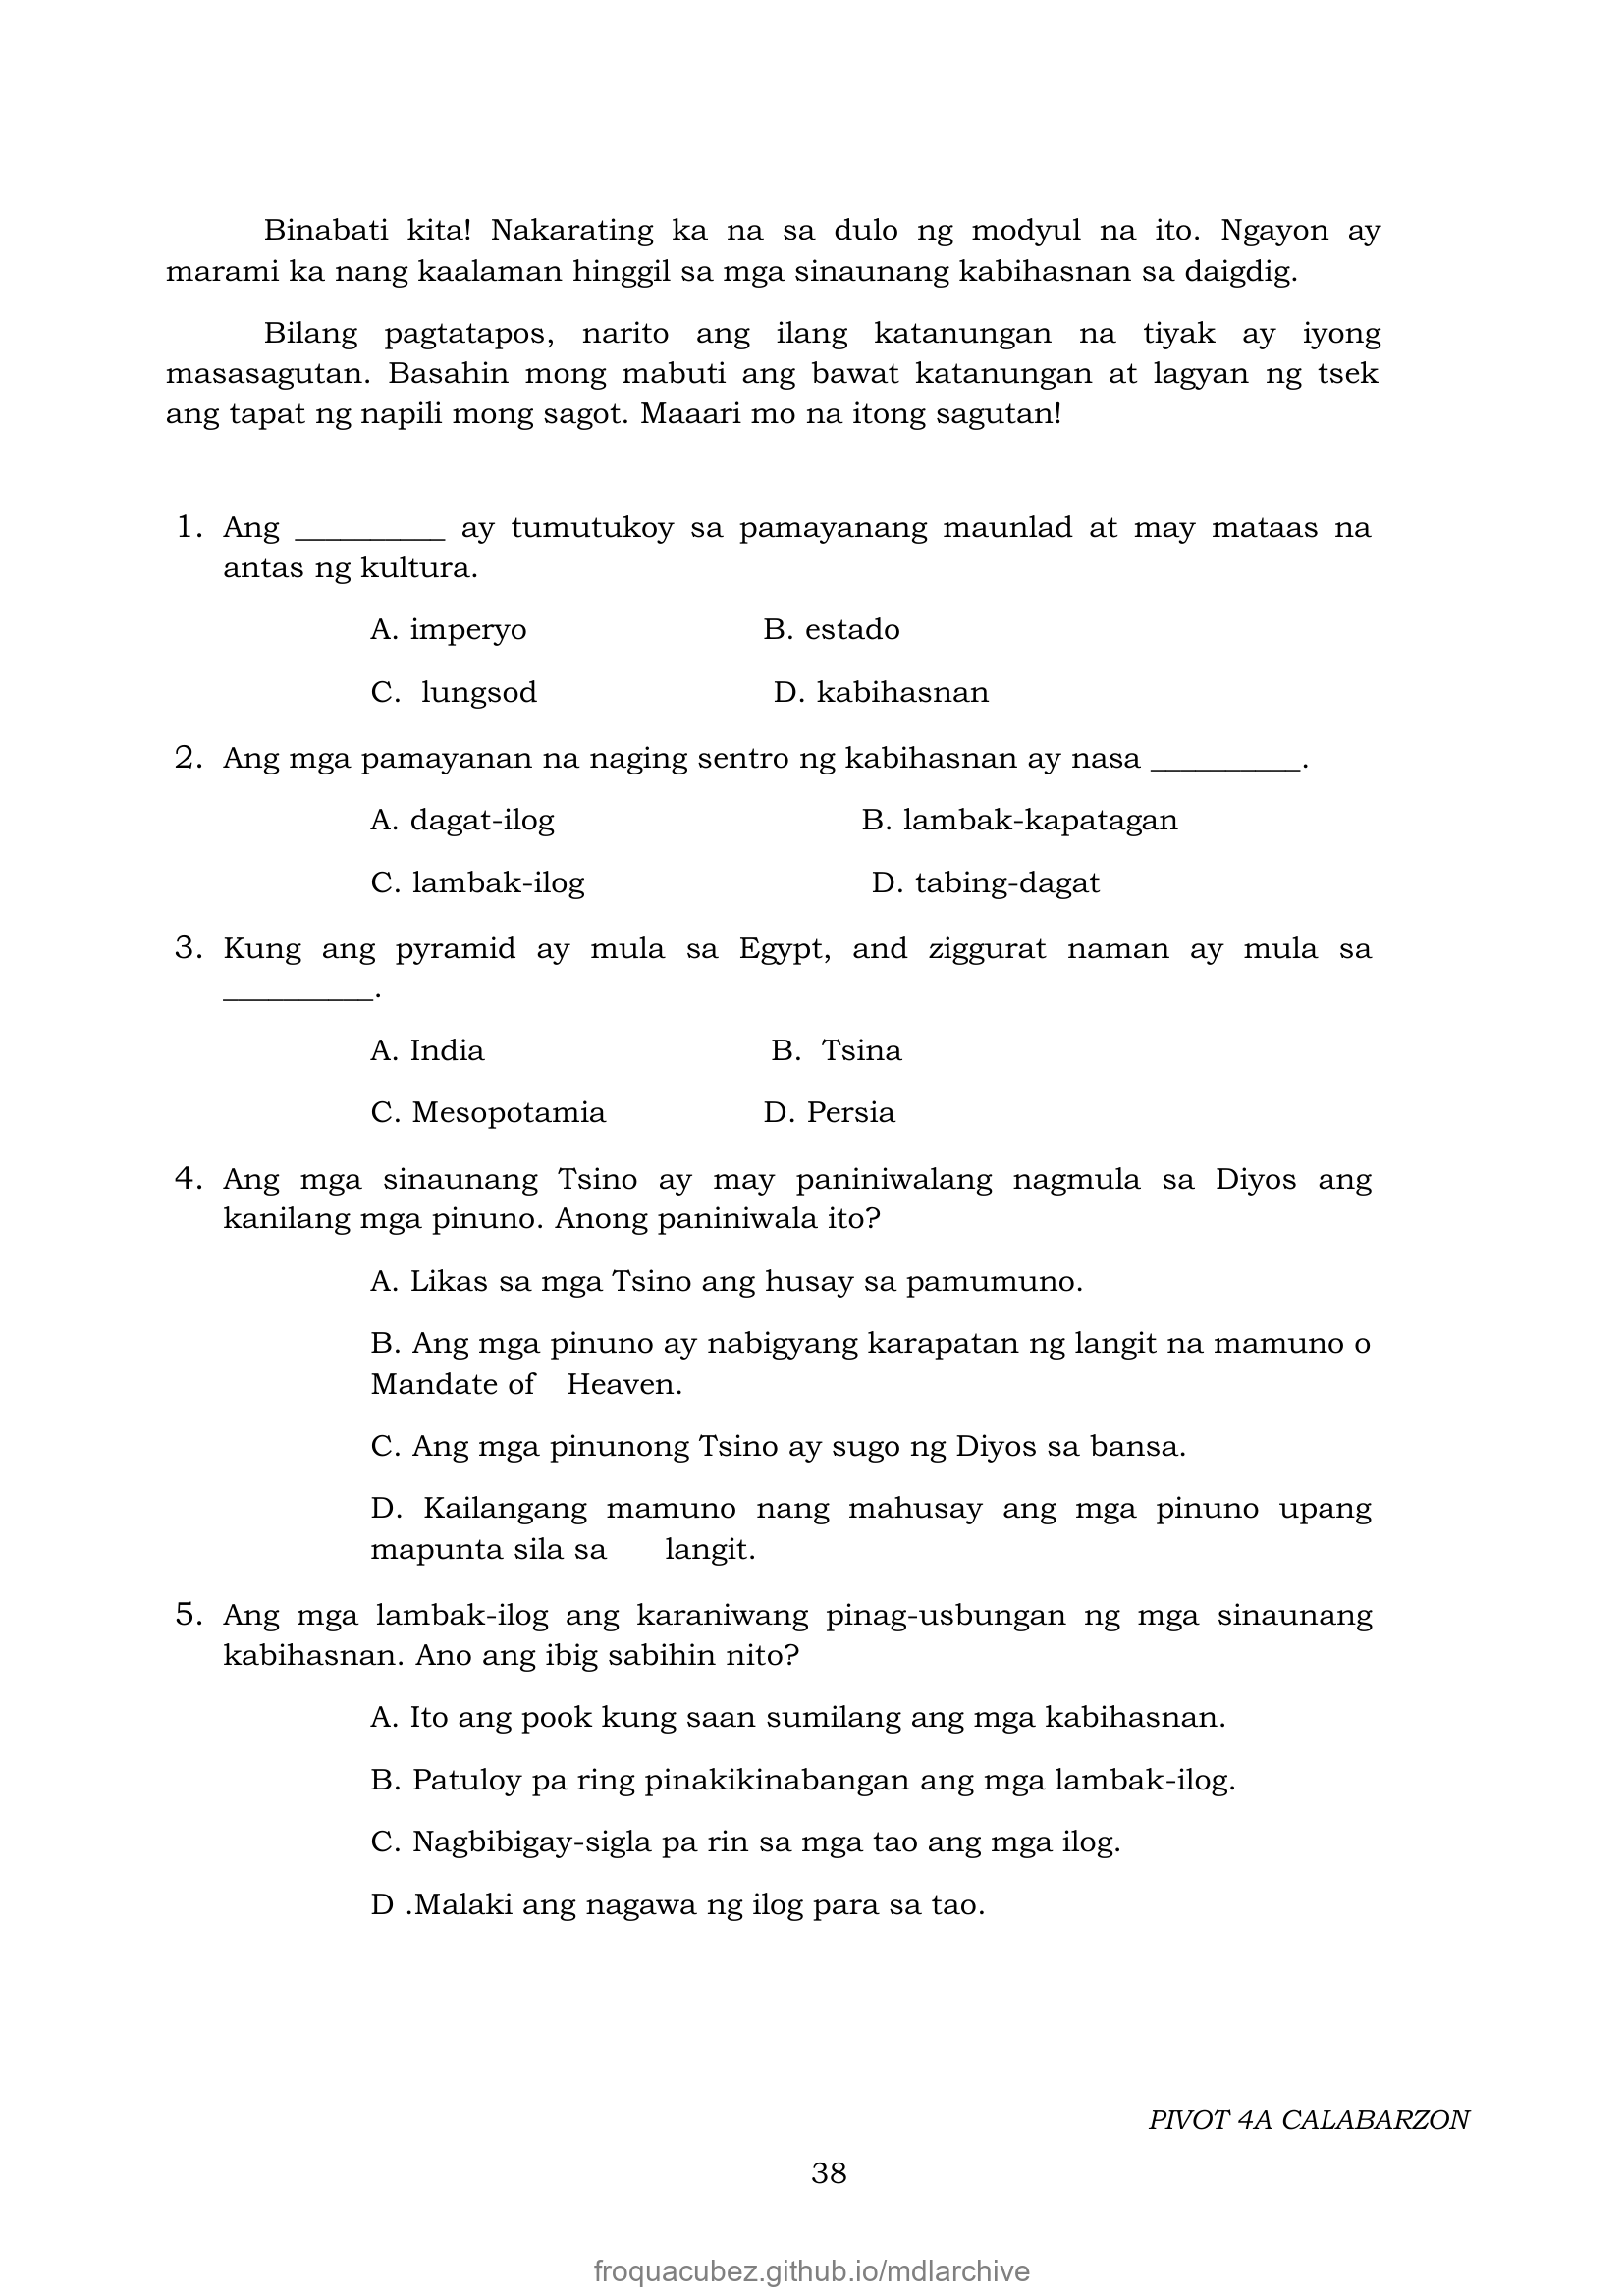 Binabati kita! Nakarating ka na sa dulo ng modyul na ito. Ngayon ay
marami ka nang kaalaman hinggil sa mga sinaunang kabihasnan sa daigdig.
Bilang pagtatapos, narito ang ilang katanungan na tiyak ay iyong
masasagutan. Basahin mong mabuti ang bawat katanungan at lagyan ng tsek
ang tapat ng napili mong sagot. Maaari mo na itong sagutan!
1. Ang __________ ay tumutukoy sa pamayanang maunlad at may mataas na
antas ng kultura.
A. imperyo B. estado
C. lungsod D. kabihasnan
2. Ang mga pamayanan na naging sentro ng kabihasnan ay nasa __________.
A. dagat-ilog B. lambak-kapatagan
C. lambak-ilog D. tabing-dagat
3. Kung ang pyramid ay mula sa Egypt, and ziggurat naman ay mula sa
__________.
A. India B. Tsina
C. Mesopotamia D. Persia
4. Ang mga sinaunang Tsino ay may paniniwalang nagmula sa Diyos ang
kanilang mga pinuno. Anong paniniwala ito?
A. Likas sa mga Tsino ang husay sa pamumuno.
B. Ang mga pinuno ay nabigyang karapatan ng langit na mamuno o
Mandate of Heaven.
C. Ang mga pinunong Tsino ay sugo ng Diyos sa bansa.
D. Kailangang mamuno nang mahusay ang mga pinuno upang
mapunta sila sa langit.
5. Ang mga lambak-ilog ang karaniwang pinag-usbungan ng mga sinaunang
kabihasnan. Ano ang ibig sabihin nito?
A. Ito ang pook kung saan sumilang ang mga kabihasnan.
B. Patuloy pa ring pinakikinabangan ang mga lambak-ilog.
C. Nagbibigay-sigla pa rin sa mga tao ang mga ilog.
D .Malaki ang nagawa ng ilog para sa tao.
PIVOT 4A CALABARZON
38
froquacubez.github.io/mdlarchive